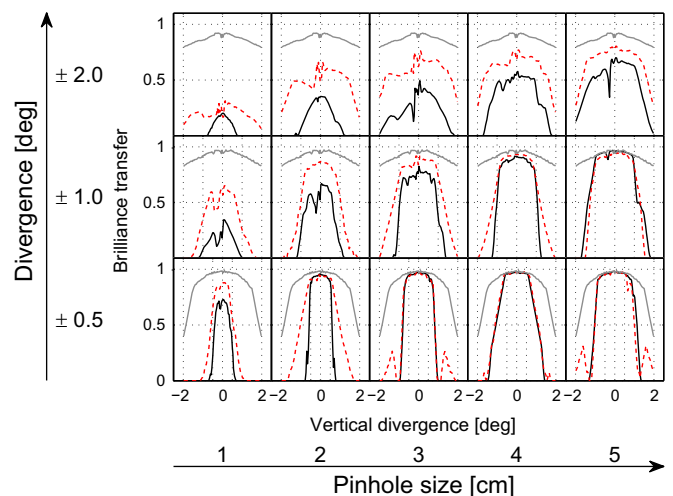 Divergence [deg]
± 2.0
± 1.0
± 0.5
Brilliance transfer
1
0.5
1
0.5
1
0.5
0
−2 0 2 −2 0 2 −2 0 2 −2 0 2 −2 0 2
Vertical divergence [deg]
1 2 3 4 5
Pinhole size [cm]